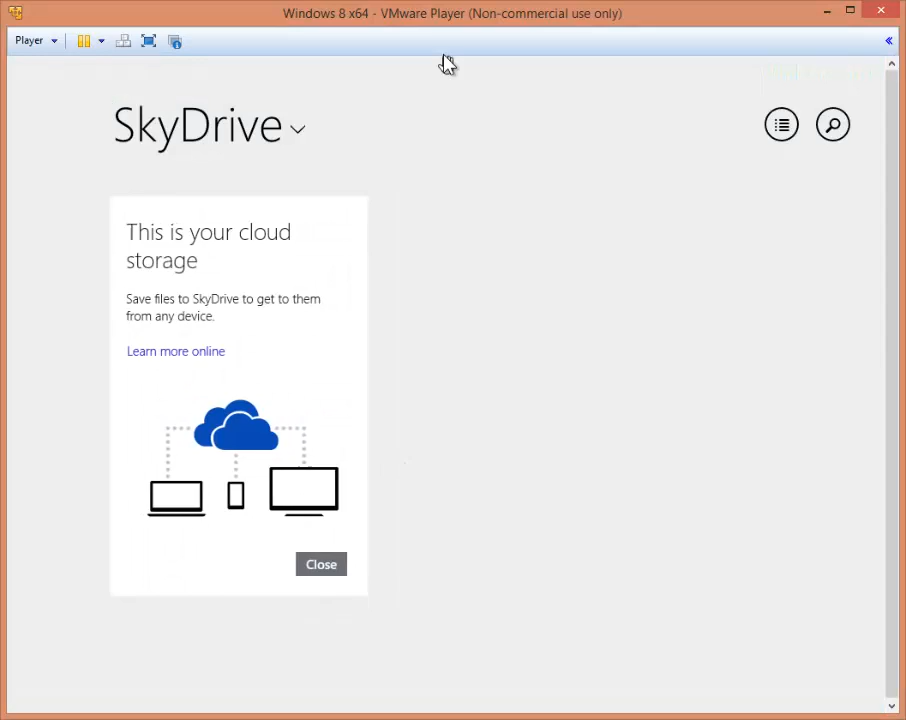 Windows 8 x64 - VMware Player (Non-commercial use only)
Player
SkyDrive
This is your cloud
storage
Save files to SkyDrive to get to them
from any device.
Learn more online
Close